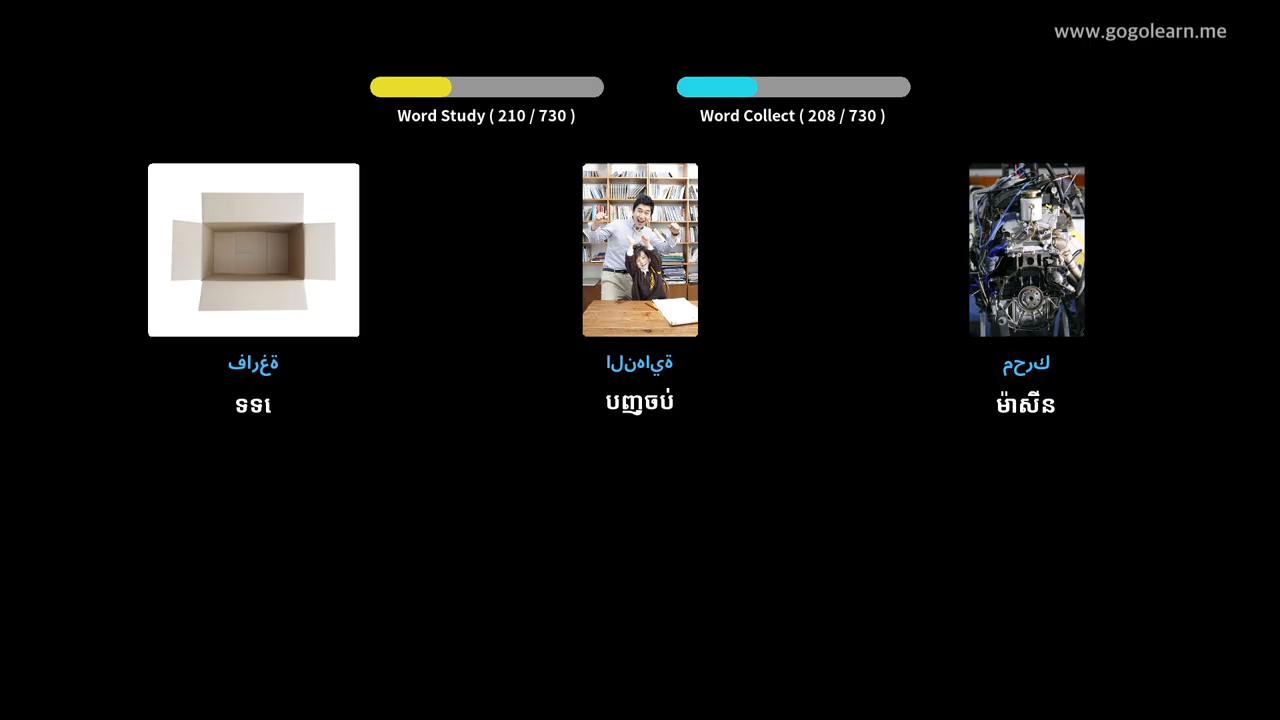 www.gogolearn.me
Word Study ( 210 / 730 )
Word Collect ( 208 / 730 )
فارغة
النهاية
محرك
ទទេ
បញ្ចប់
ម៉ាស៊ីន